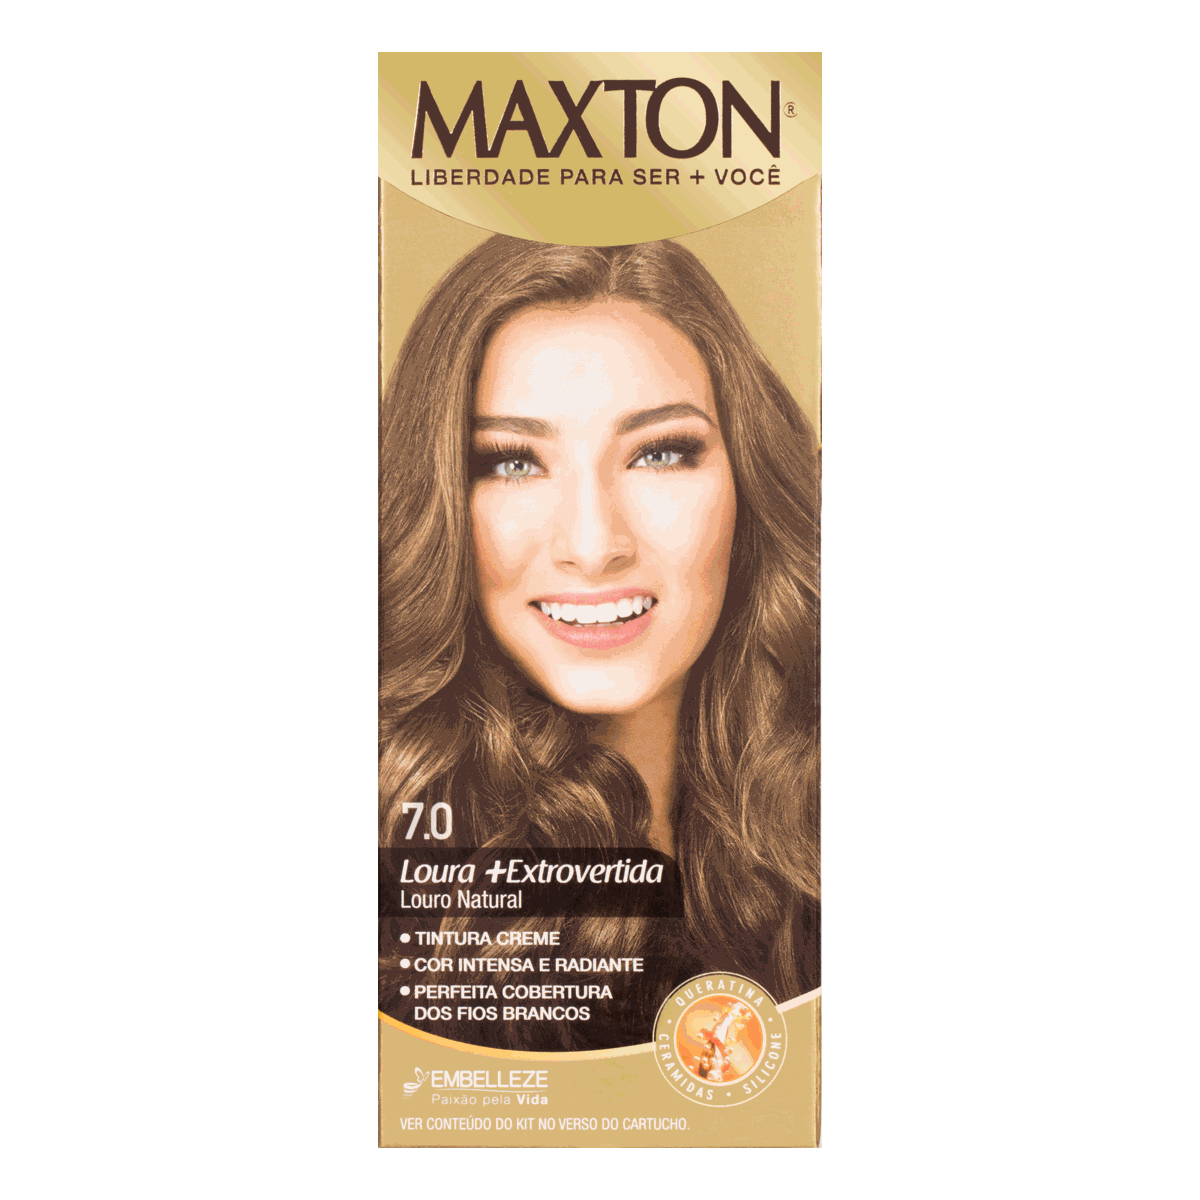 MAXTON®
LIBERDADE PARA SER + VOCÊ
7.0
Loura +Extrovertida
Louro Natural
• TINTURA CREME
• COR INTENSA E RADIANTE
• PERFEITA COBERTURA
DOS FIOS BRANCOS
QUERATINA • SILICONE • CERAMIDAS •
EMBELLEZE
Paixão pela Vida
VER CONTEÚDO DO KIT NO VERSO DO CARTUCHO.